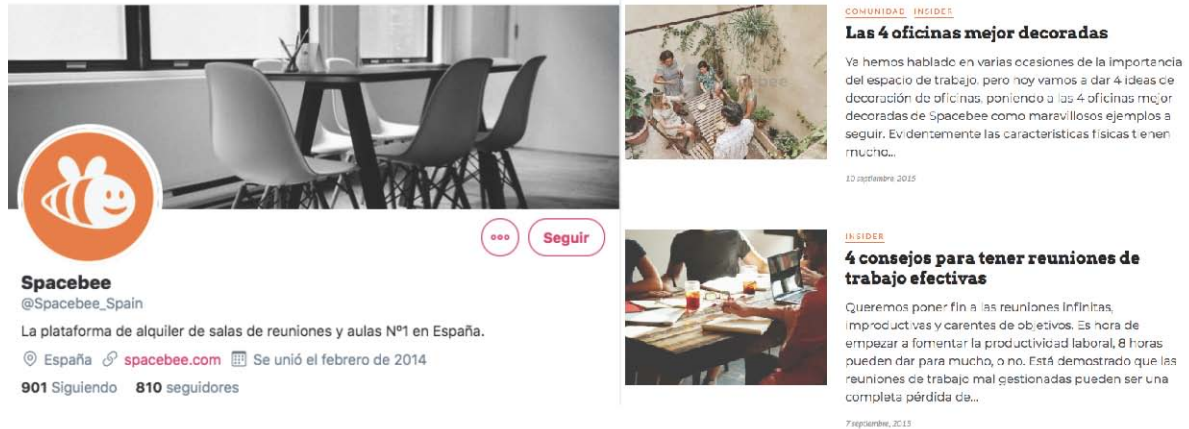 Seguir
Spacebee
@Spacebee_Spain
La plataforma de alquiler de salas de reuniones y aulas Nº1 en España.
España spacebee.com Se unió el febrero de 2014
901 Siguiendo 810 seguidores
COMUNIDAD INSIDER
Las 4 oficinas mejor decoradas
Ya hemos hablado en varias ocasiones de la importancia
del espacio de trabajo, pero hoy vamos a dar 4 ideas de
decoración de oficinas, poniendo a las 4 oficinas mejor
decoradas de Spacebee como maravillosos ejemplos a
seguir. Evidentemente las características físicas tienen
mucho...
10 septiembre, 2015
INSIDER
4 consejos para tener reuniones de
trabajo efectivas
Queremos poner fin a las reuniones infinitas,
improductivas y carentes de objetivos. Es hora de
empezar a fomentar la productividad laboral, 8 horas
pueden dar para mucho, o no. Está demostrado que las
reuniones de trabajo mal gestionadas pueden ser una
completa pérdida de...
7 septiembre, 2015